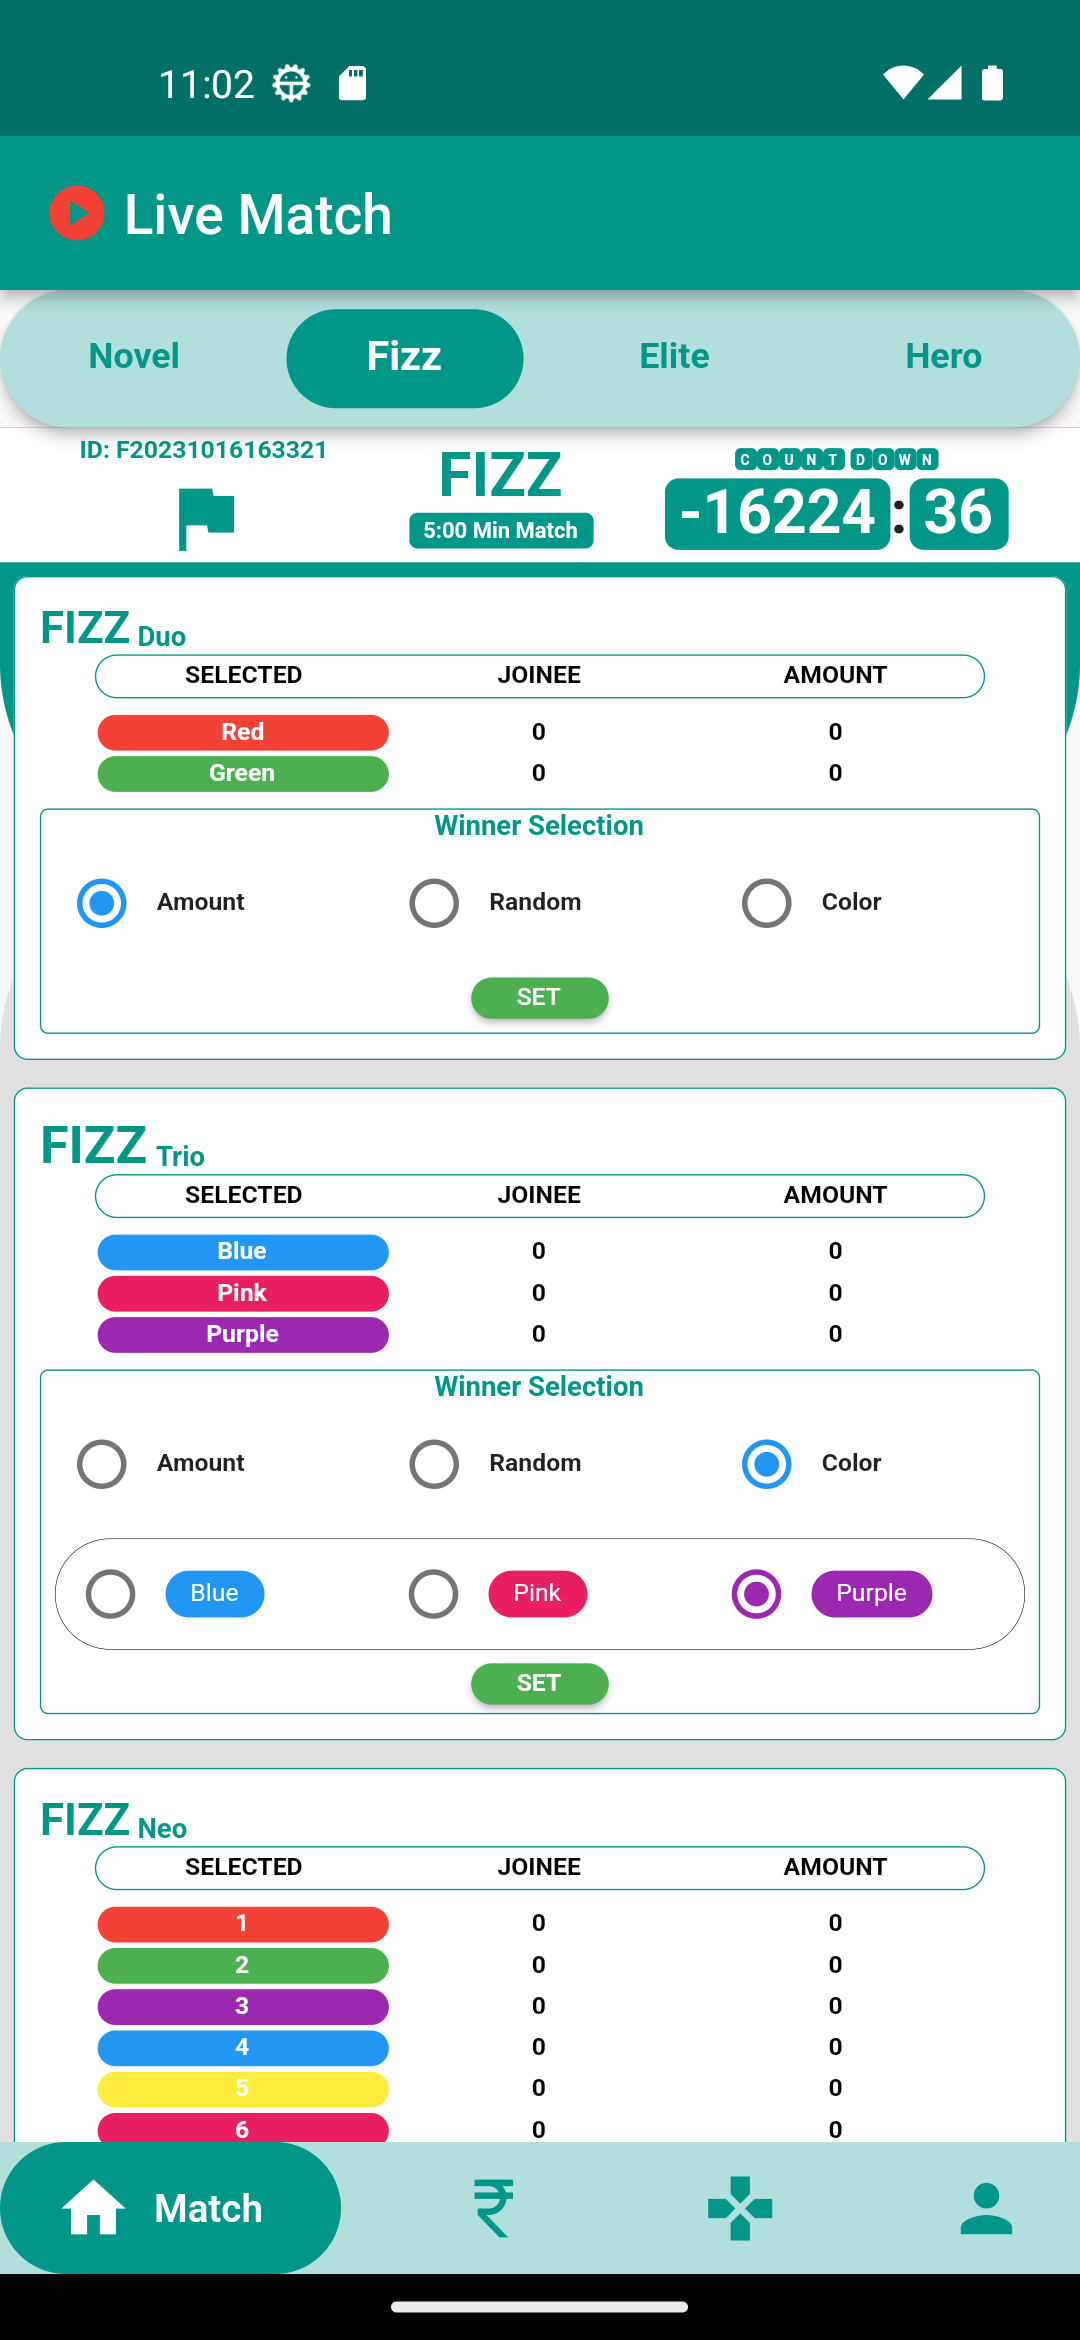 11:02
Live Match
Novel Fizz Elite Hero
ID: F20231016163321
FIZZ
5:00 Min Match
COUNT DOWN
-16224:36
FIZZ Duo
SELECTED JOINEE AMOUNT
Red 0 0
Green 0 0
Winner Selection
Amount Random Color
SET
FIZZ Trio
SELECTED JOINEE AMOUNT
Blue 0 0
Pink 0 0
Purple 0 0
Winner Selection
Amount Random Color
Blue Pink Purple
SET
FIZZ Neo
SELECTED JOINEE AMOUNT
1 0 0
2 0 0
3 0 0
4 0 0
5 0 0
6 0 0
Match ₹